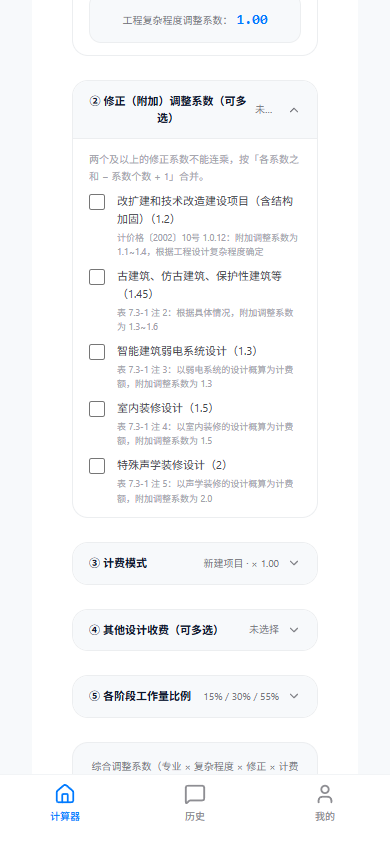 工程复杂程度调整系数： 1.00
② 修正（附加）调整系数（可多
选）
未...
两个及以上的修正系数不能连乘，按「各系数之
和 − 系数个数 + 1」合并。
改扩建和技术改造建设项目（含结构
加固）（1.2）
计价格〔2002〕10号 1.0.12：附加调整系数为
1.1~1.4，根据工程设计复杂程度确定
古建筑、仿古建筑、保护性建筑等
（1.45）
表 7.3-1 注 2：根据具体情况，附加调整系数
为 1.3~1.6
智能建筑弱电系统设计（1.3）
表 7.3-1 注 3：以弱电系统的设计概算为计费
额，附加调整系数为 1.3
室内装修设计（1.5）
表 7.3-1 注 4：以室内装修的设计概算为计费
额，附加调整系数为 1.5
特殊声学装修设计（2）
表 7.3-1 注 5：以声学装修的设计概算为计费
额，附加调整系数为 2.0
③ 计费模式 新建项目 · × 1.00
④ 其他设计收费（可多选） 未选择
⑤ 各阶段工作量比例 15% / 30% / 55%
综合调整系数（专业 × 复杂程度 × 修正 × 计费
计算器 历史 我的